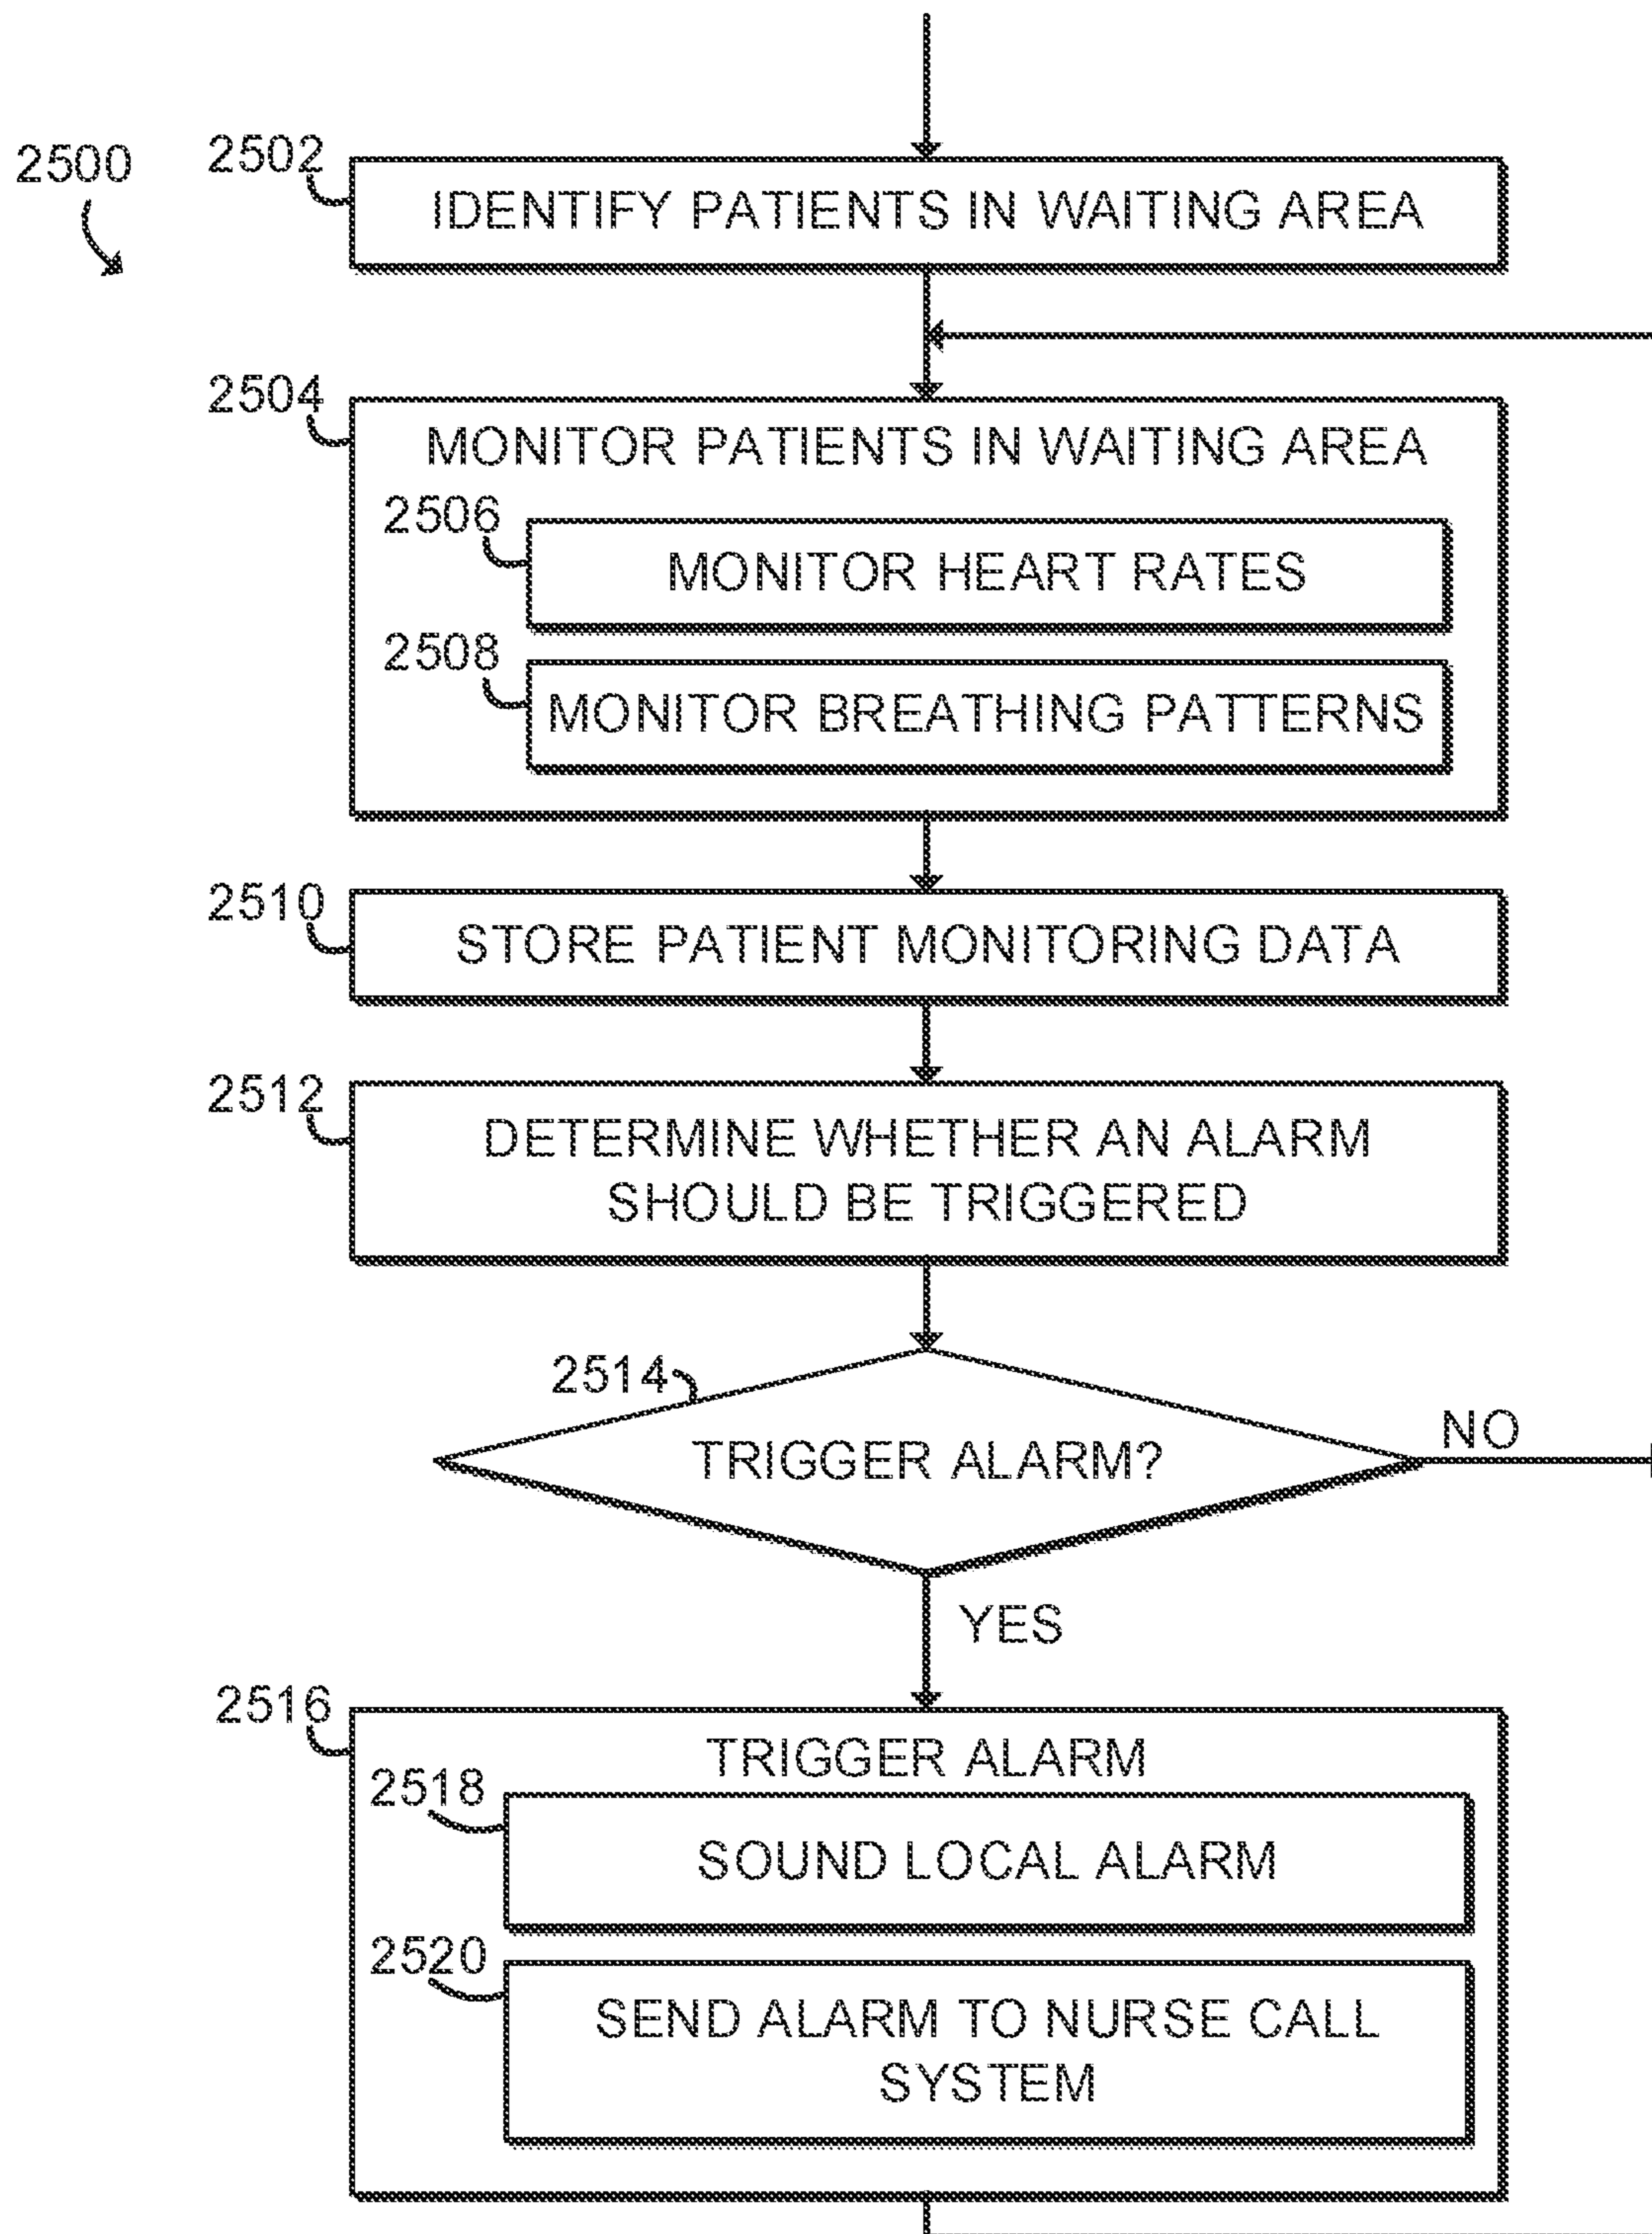 2500
2502
IDENTIFY PATIENTS IN WAITING AREA
2504
MONITOR PATIENTS IN WAITING AREA
2506
MONITOR HEART RATES
2508
MONITOR BREATHING PATTERNS
2510
STORE PATIENT MONITORING DATA
2512
DETERMINE WHETHER AN ALARM
SHOULD BE TRIGGERED
2514
TRIGGER ALARM?
NO
YES
2516
TRIGGER ALARM
2518
SOUND LOCAL ALARM
2520
SEND ALARM TO NURSE CALL
SYSTEM